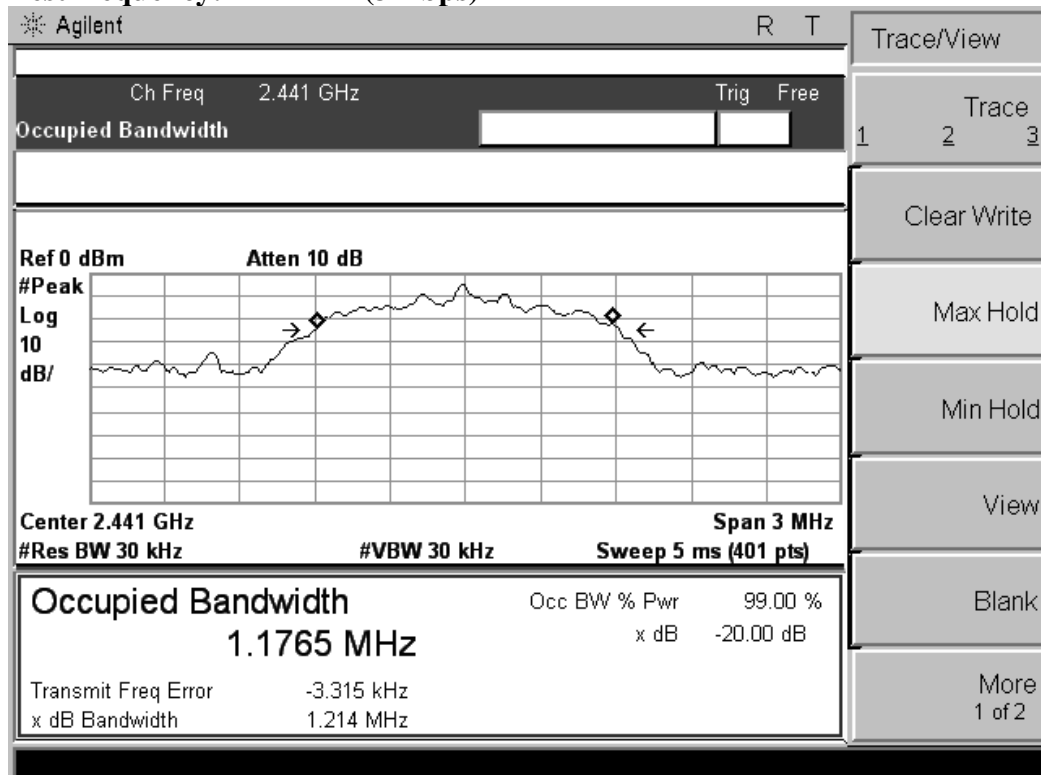 Agilent R T
Trace/View
Ch Freq 2.441 GHz Trig Free
Occupied Bandwidth
Trace
1 2 3
Clear Write
Ref 0 dBm Atten 10 dB
#Peak
Log
10
dB/
Max Hold
Min Hold
View
Center 2.441 GHz Span 3 MHz
#Res BW 30 kHz #VBW 30 kHz Sweep 5 ms (401 pts)
Occupied Bandwidth Occ BW % Pwr 99.00 %
1.1765 MHz x dB -20.00 dB
Transmit Freq Error -3.315 kHz
x dB Bandwidth 1.214 MHz
Blank
More
1 of 2